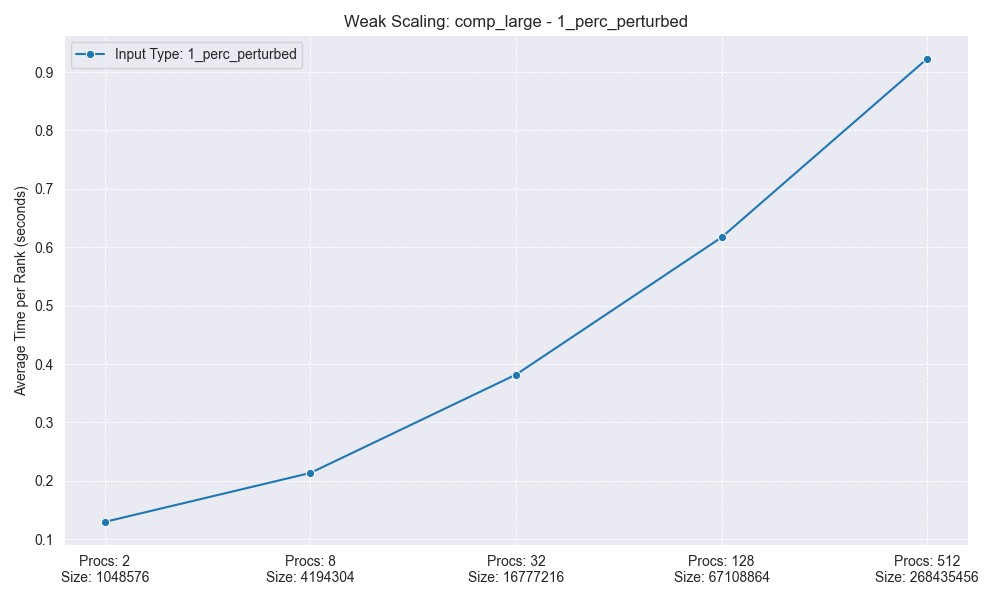 Weak Scaling: comp_large - 1_perc_perturbed
Input Type: 1_perc_perturbed
Average Time per Rank (seconds)
0.9
0.8
0.7
0.6
0.5
0.4
0.3
0.2
0.1
Procs: 2
Size: 1048576
Procs: 8
Size: 4194304
Procs: 32
Size: 16777216
Procs: 128
Size: 67108864
Procs: 512
Size: 268435456